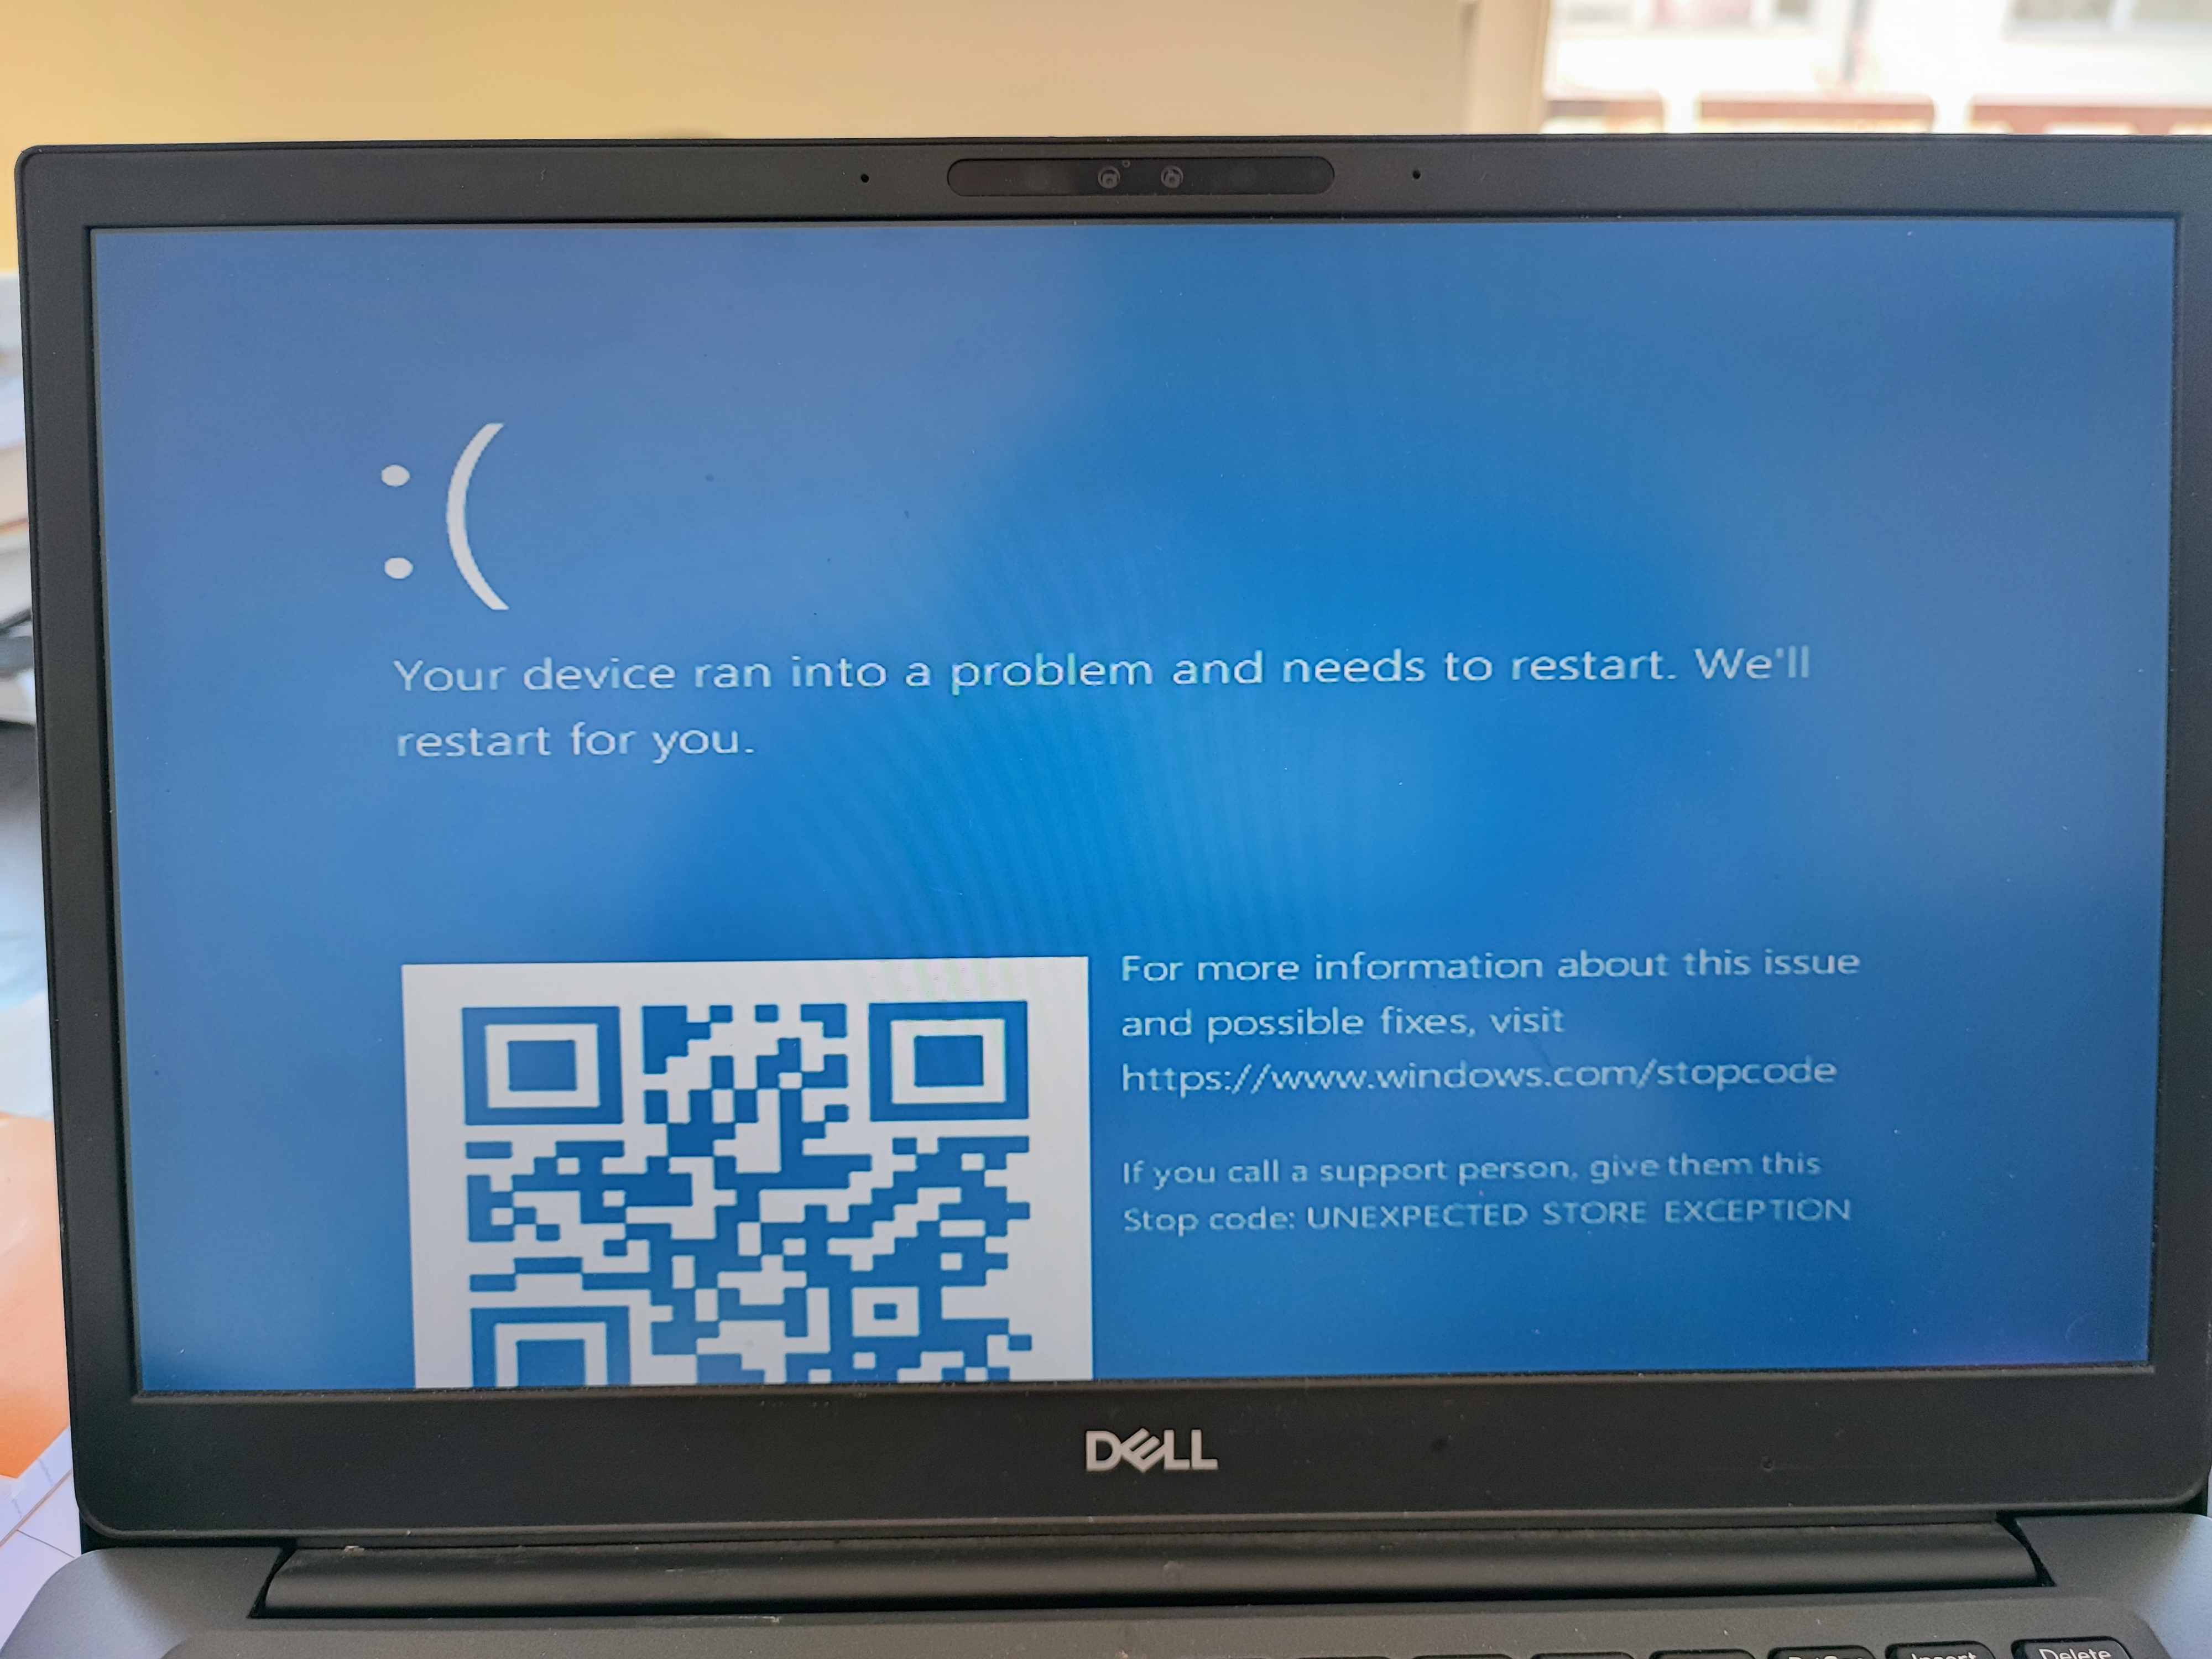 :(
Your device ran into a problem and needs to restart. We'll
restart for you.
For more information about this issue
and possible fixes, visit
https://www.windows.com/stopcode
If you call a support person, give them this
Stop code: UNEXPECTED STORE EXCEPTION
DELL
Insert
Delete